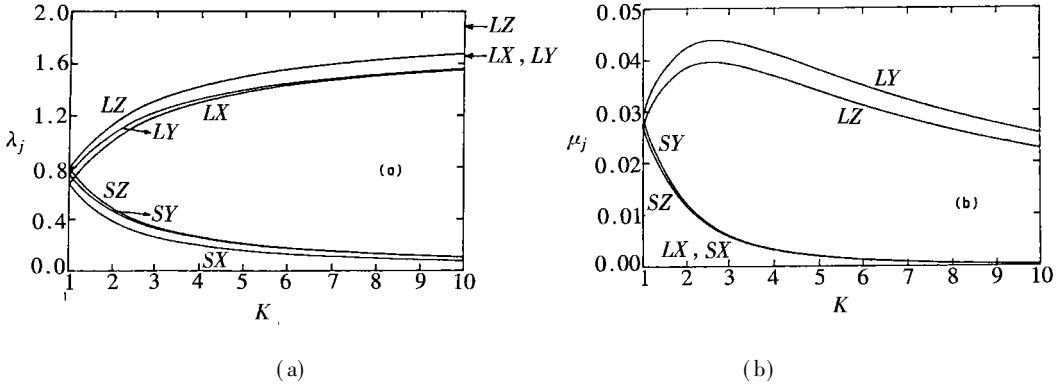 2.0
1.6
1.2
λj
0.8
0.4
0.0
LZ
LY
LX
SZ
SY
SX
(a)
LZ
LX , LY
1 2 3 4 5 6 7 8 9 10
K
(a)
0.05
0.04
0.03
μj
0.02
0.01
0.00
LY
LZ
SY
SZ
LX , SX
(b)
1 2 3 4 5 6 7 8 9 10
K
(b)